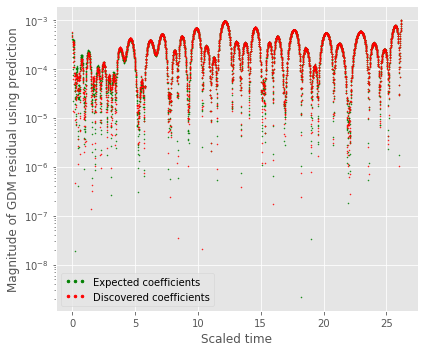 10⁻³
10⁻⁴
10⁻⁵
10⁻⁶
10⁻⁷
10⁻⁸
Magnitude of GDM residual using prediction
Expected coefficients
Discovered coefficients
0 5 10 15 20 25
Scaled time